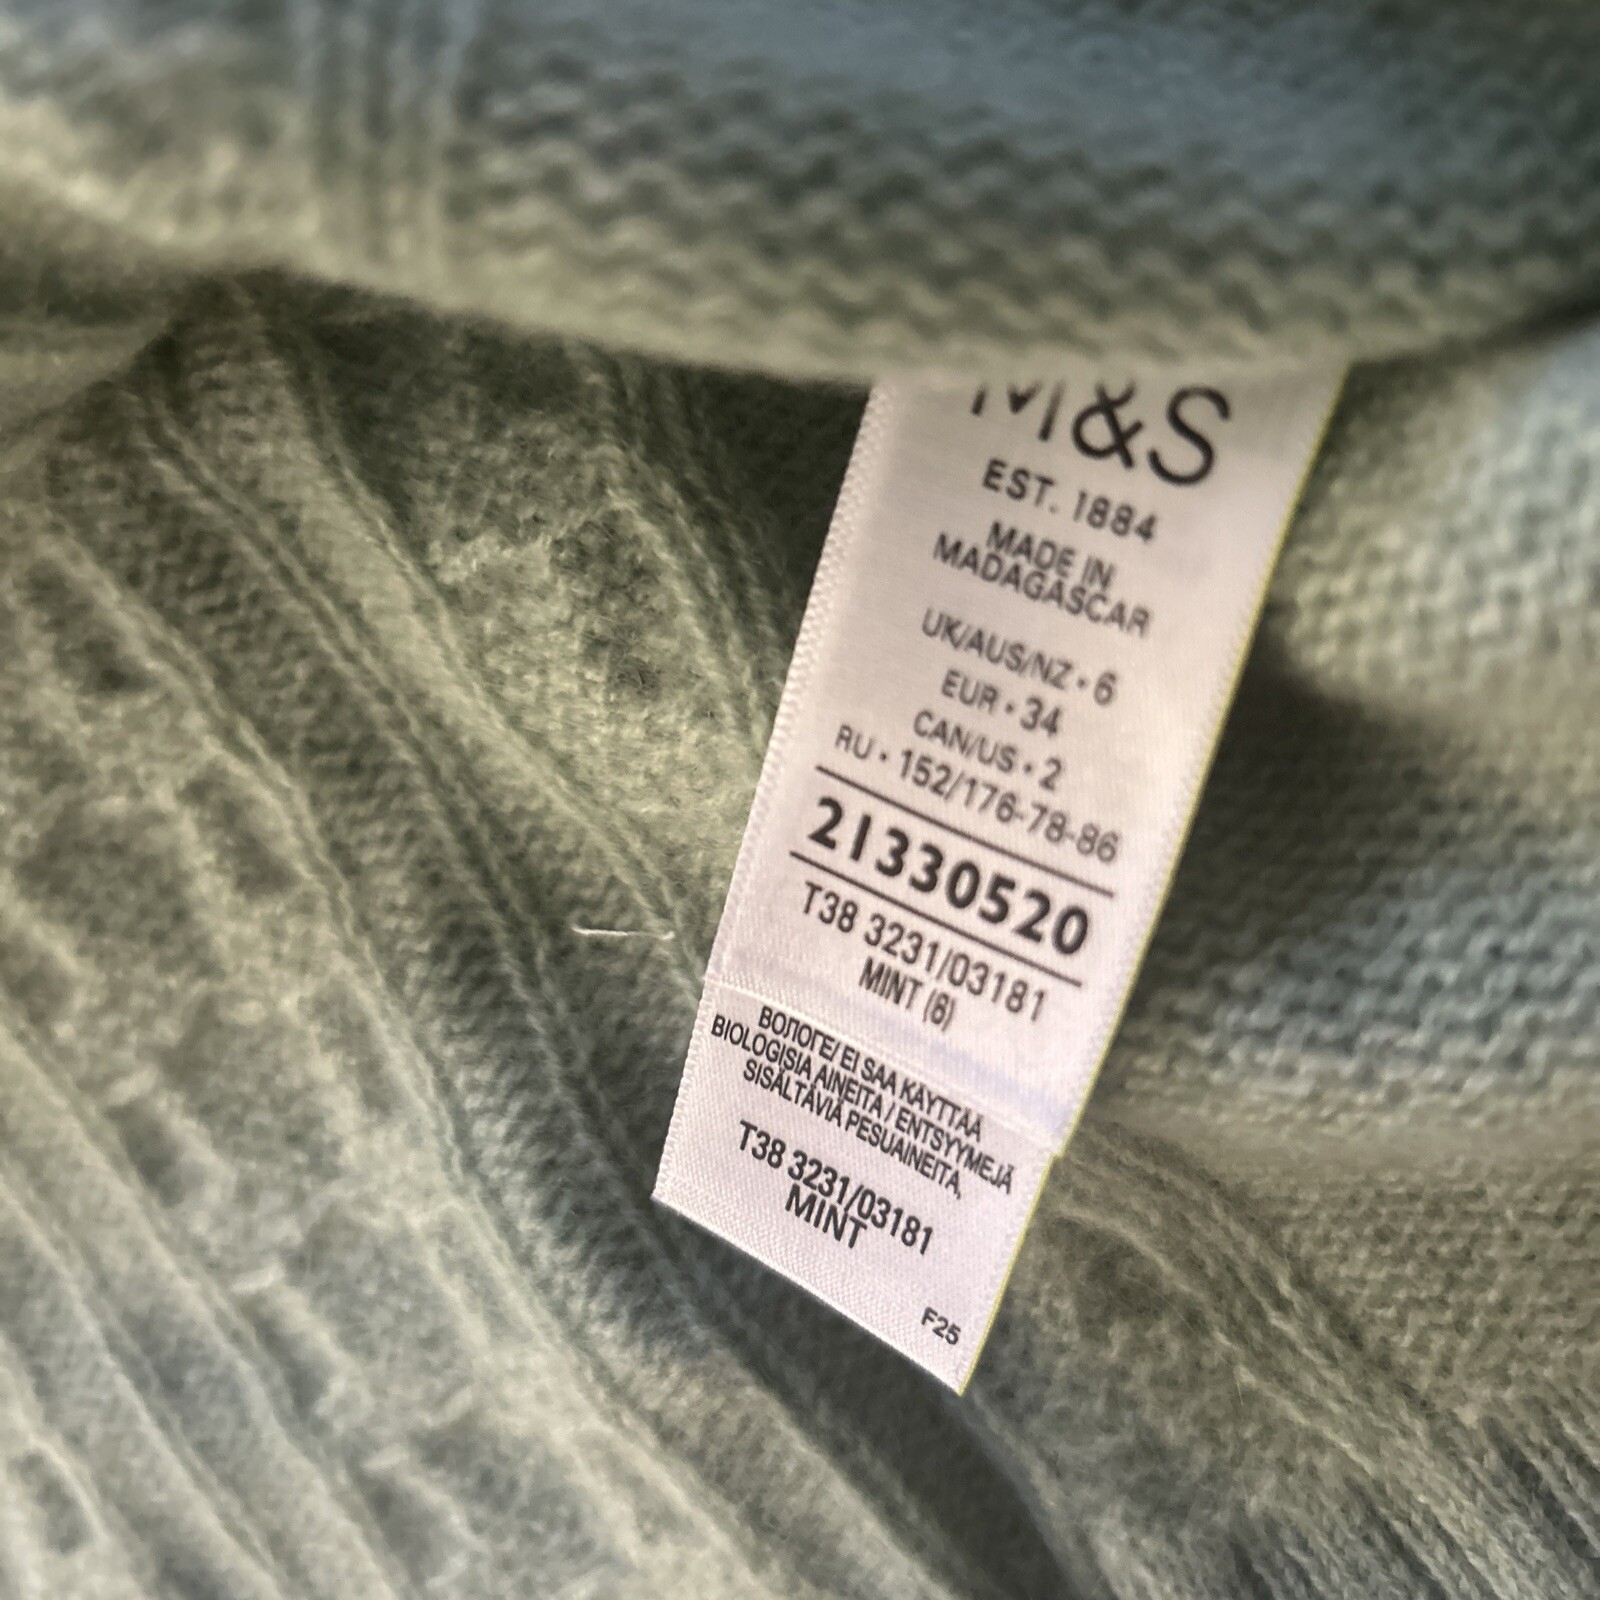 M&S
EST. 1884
MADE IN
MADAGASCAR
UK/AUS/NZ • 6
EUR • 34
CAN/US • 2
RU • 152/176-78-86
21330520
T38 3231/03181
MINT (6)
ВОЛОГЕ/ EI SAA KÄYTTÄÄ
BIOLOGISIA AINEITA / ENTSYYMEJÄ
SISÄLTÄVIÄ PESUAINEITA,
T38 3231/03181
MINT
F25